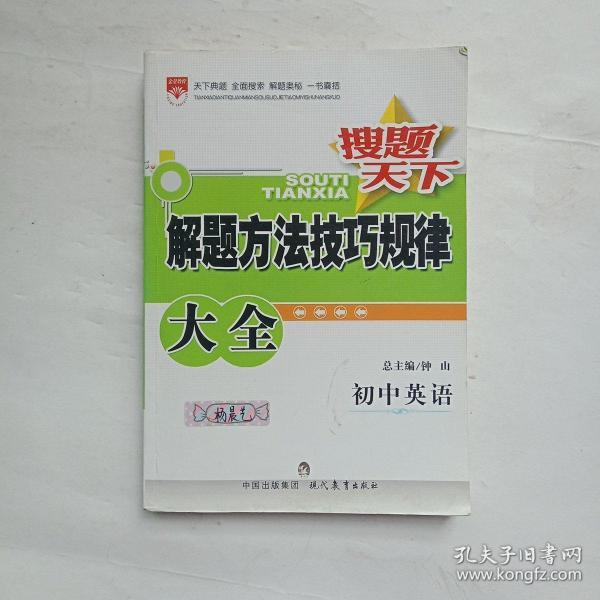 天下典题 全面搜索 解题奥秘 一书囊括
搜题
天下
SOUTI
TIANXIA
解题方法技巧规律
大全
总主编/钟 山
初中英语
中国出版集团 现代教育出版社
孔夫子旧书网
www.kongfz.com